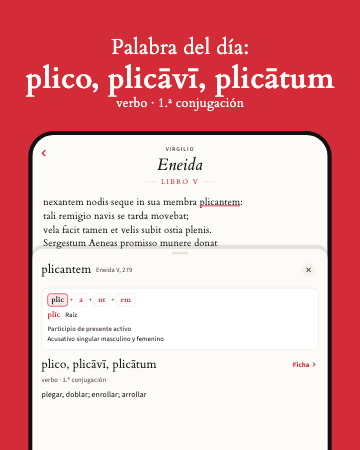 Palabra del día:
plico, plicāvī, plicātum
verbo · 1.ª conjugación
VIRGILIO
Eneida
LIBRO V
nexantem nodis seque in sua membra plicantem:
tali remigio navis se tarda movebat;
vela facit tamen et velis subit ostia plenis.
Sergestum Aeneas promisso munere donat
plicantem Eneida V, 279
plic + a + nt + em
plĭc Raíz
Participio de presente activo
Acusativo singular masculino y femenino
plico, plicāvī, plicātum Ficha
verbo · 1.ª conjugación
plegar, doblar; enrollar; arrollar